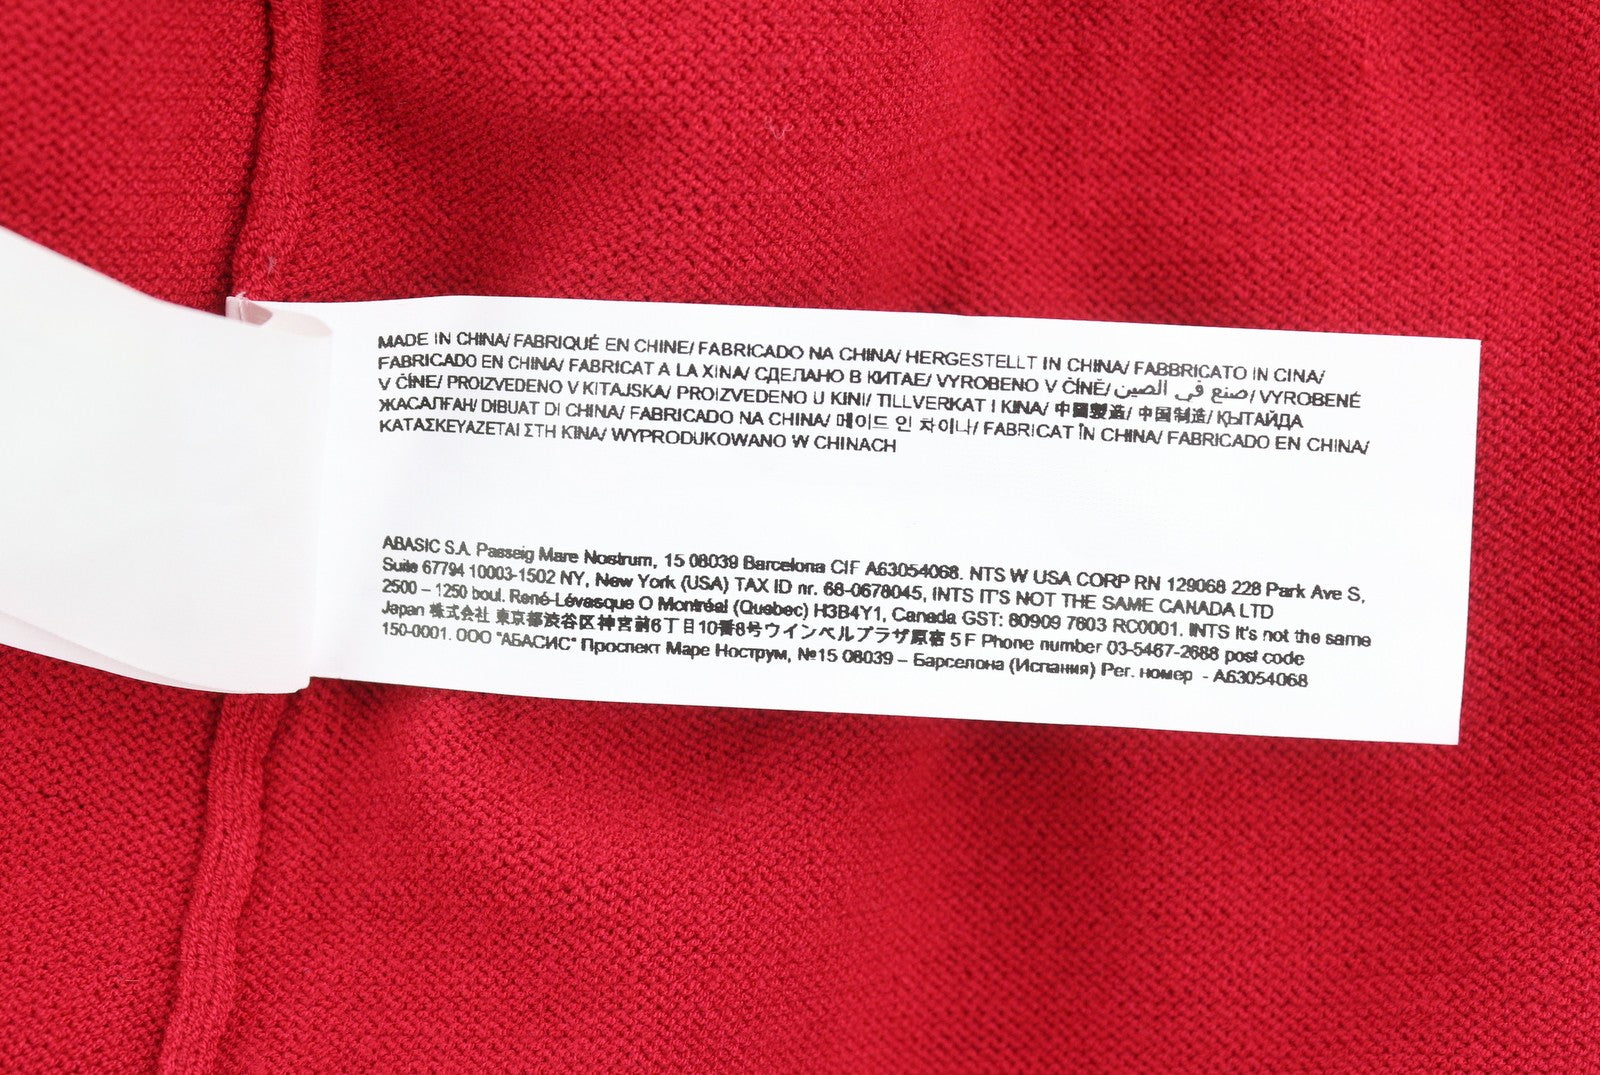 MADE IN CHINA/ FABRIQUÉ EN CHINE/ FABRICADO NA CHINA/ HERGESTELLT IN CHINA/ FABBRICATO IN CINA/
FABRICADO EN CHINA/ FABRICAT A LA XINA/ СДЕЛАНО В КИТАЕ/ VYROBENO V ČÍNĚ/ صنع في الصين/ VYROBENÉ
V ČÍNE/ PROIZVEDENO V KITAJSKA/ PROIZVEDENO U KINI/ TILLVERKAT I KINA/ 中國製造/ 中国制造/ ҚЫТАЙДА
ЖАСАЛҒАН/ DIBUAT DI CHINA/ FABRICADO NA CHINA/ 메이드 인 차이나/ FABRICAT ÎN CHINA/ FABRICADO EN CHINA/
ΚΑΤΑΣΚΕΥΑΖΕΤΑΙ ΣΤΗ ΚΙΝΑ/ WYPRODUKOWANO W CHINACH
ABASIC S.A. Passeig Mare Nostrum, 15 08039 Barcelona CIF A63054068. NTS W USA CORP RN 129068 228 Park Ave S,
Suite 67794 10003-1502 NY, New York (USA) TAX ID nr. 68-0678045, INTS IT'S NOT THE SAME CANADA LTD
2500 – 1250 boul. René-Lévesque O Montréal (Quebec) H3B4Y1, Canada GST: 80909 7603 RC0001. INTS It's not the same
Japan 株式会社 東京都渋谷区神宮前6丁目10番8号ウインベルプラザ原宿 5 F Phone number 03-5467-2688 post code
150-0001. ООО "АБАСИС" Проспект Маре Нострум, №15 08039 – Барселона (Испания) Рег. номер - A63054068